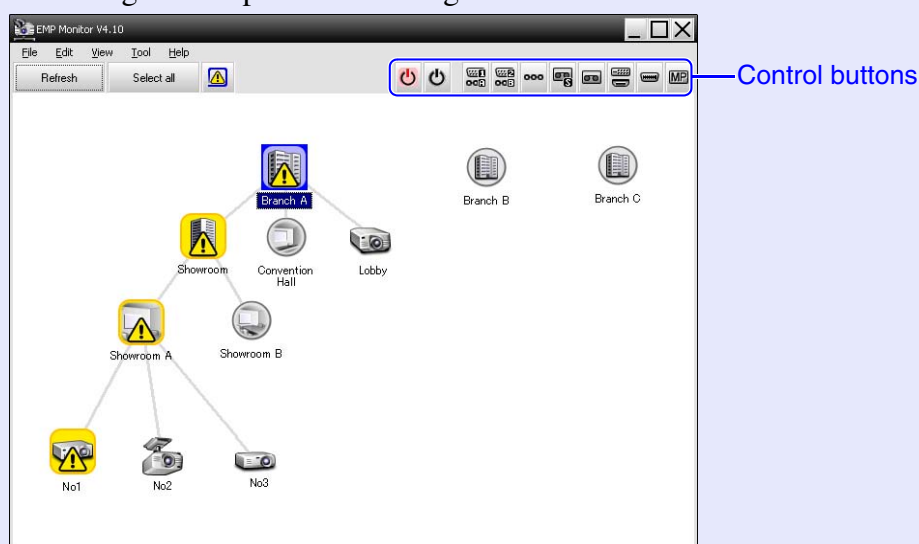 EMP Monitor V4.10
File Edit View Tool Help
Refresh Select all
MP
Control buttons
Branch A
Branch B
Branch C
Showroom
Convention
Hall
Lobby
Showroom A
Showroom B
No1
No2
No3